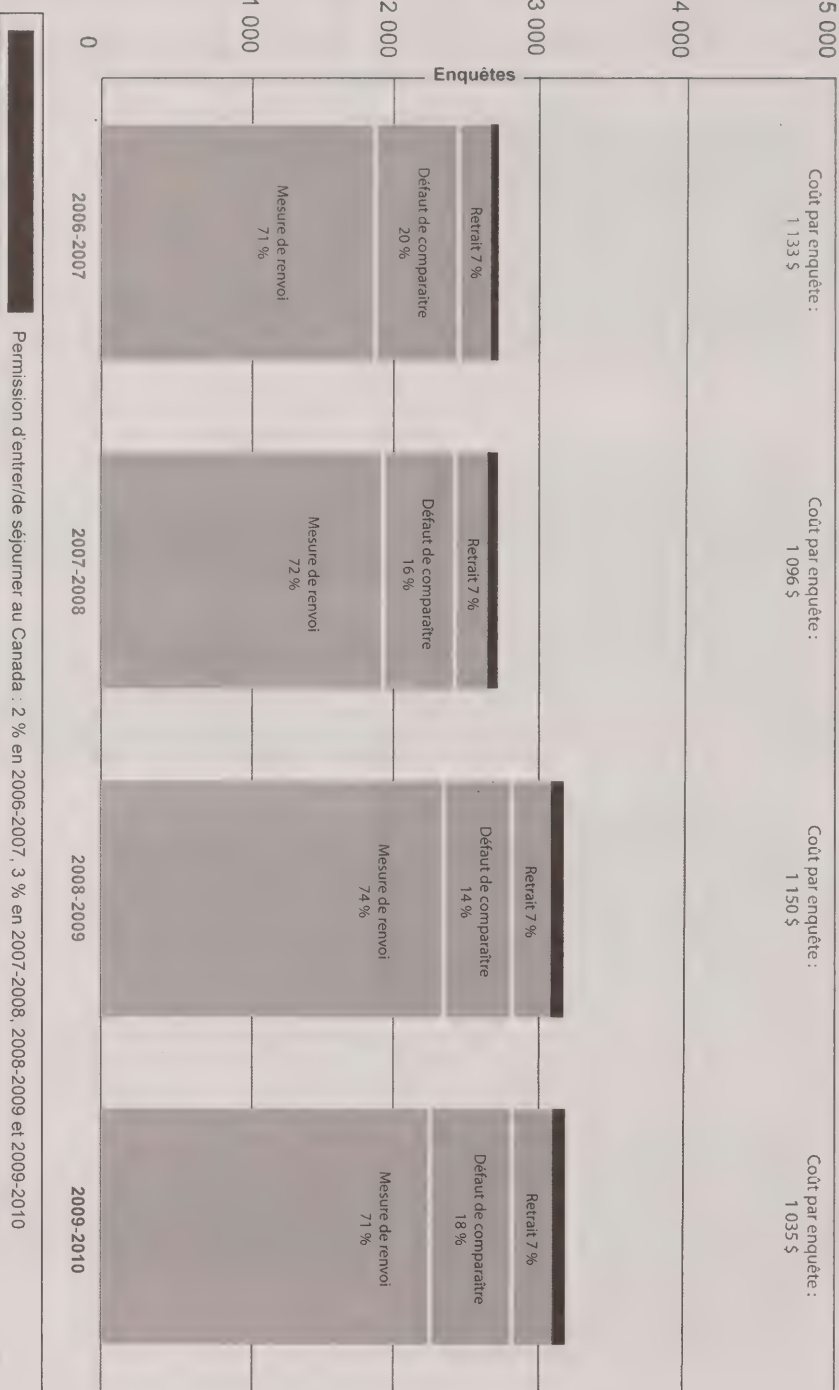 5 000
4 000
3 000
2 000
1 000
0
Enquêtes
Coût par enquête :
1 133 $
Retrait 7 %
Défaut de comparaître
20 %
Mesure de renvoi
71 %
2006-2007
Coût par enquête :
1 096 $
Retrait 7 %
Défaut de comparaître
16 %
Mesure de renvoi
72 %
2007-2008
Coût par enquête :
1 150 $
Retrait 7 %
Défaut de comparaître
14 %
Mesure de renvoi
74 %
2008-2009
Coût par enquête :
1 035 $
Retrait 7 %
Défaut de comparaître
18 %
Mesure de renvoi
71 %
2009-2010
Permission d'entrer/de séjourner au Canada : 2 % en 2006-2007, 3 % en 2007-2008, 2008-2009 et 2009-2010